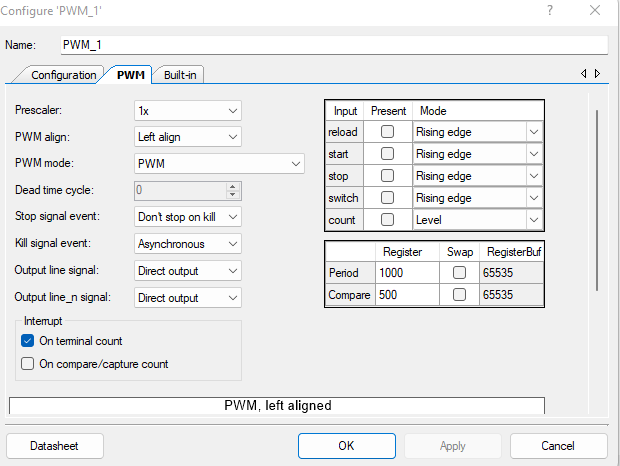 Configure 'PWM_1'
?
Name: PWM_1
Configuration PWM Built-in
Prescaler: 1x
PWM align: Left align
PWM mode: PWM
Dead time cycle: 0
Stop signal event: Don't stop on kill
Kill signal event: Asynchronous
Output line signal: Direct output
Output line_n signal: Direct output
Interrupt
On terminal count
On compare/capture count
Input Present Mode
reload Rising edge
start Rising edge
stop Rising edge
switch Rising edge
count Level
Register Swap RegisterBuf
Period 1000 65535
Compare 500 65535
PWM, left aligned
Datasheet OK Apply Cancel